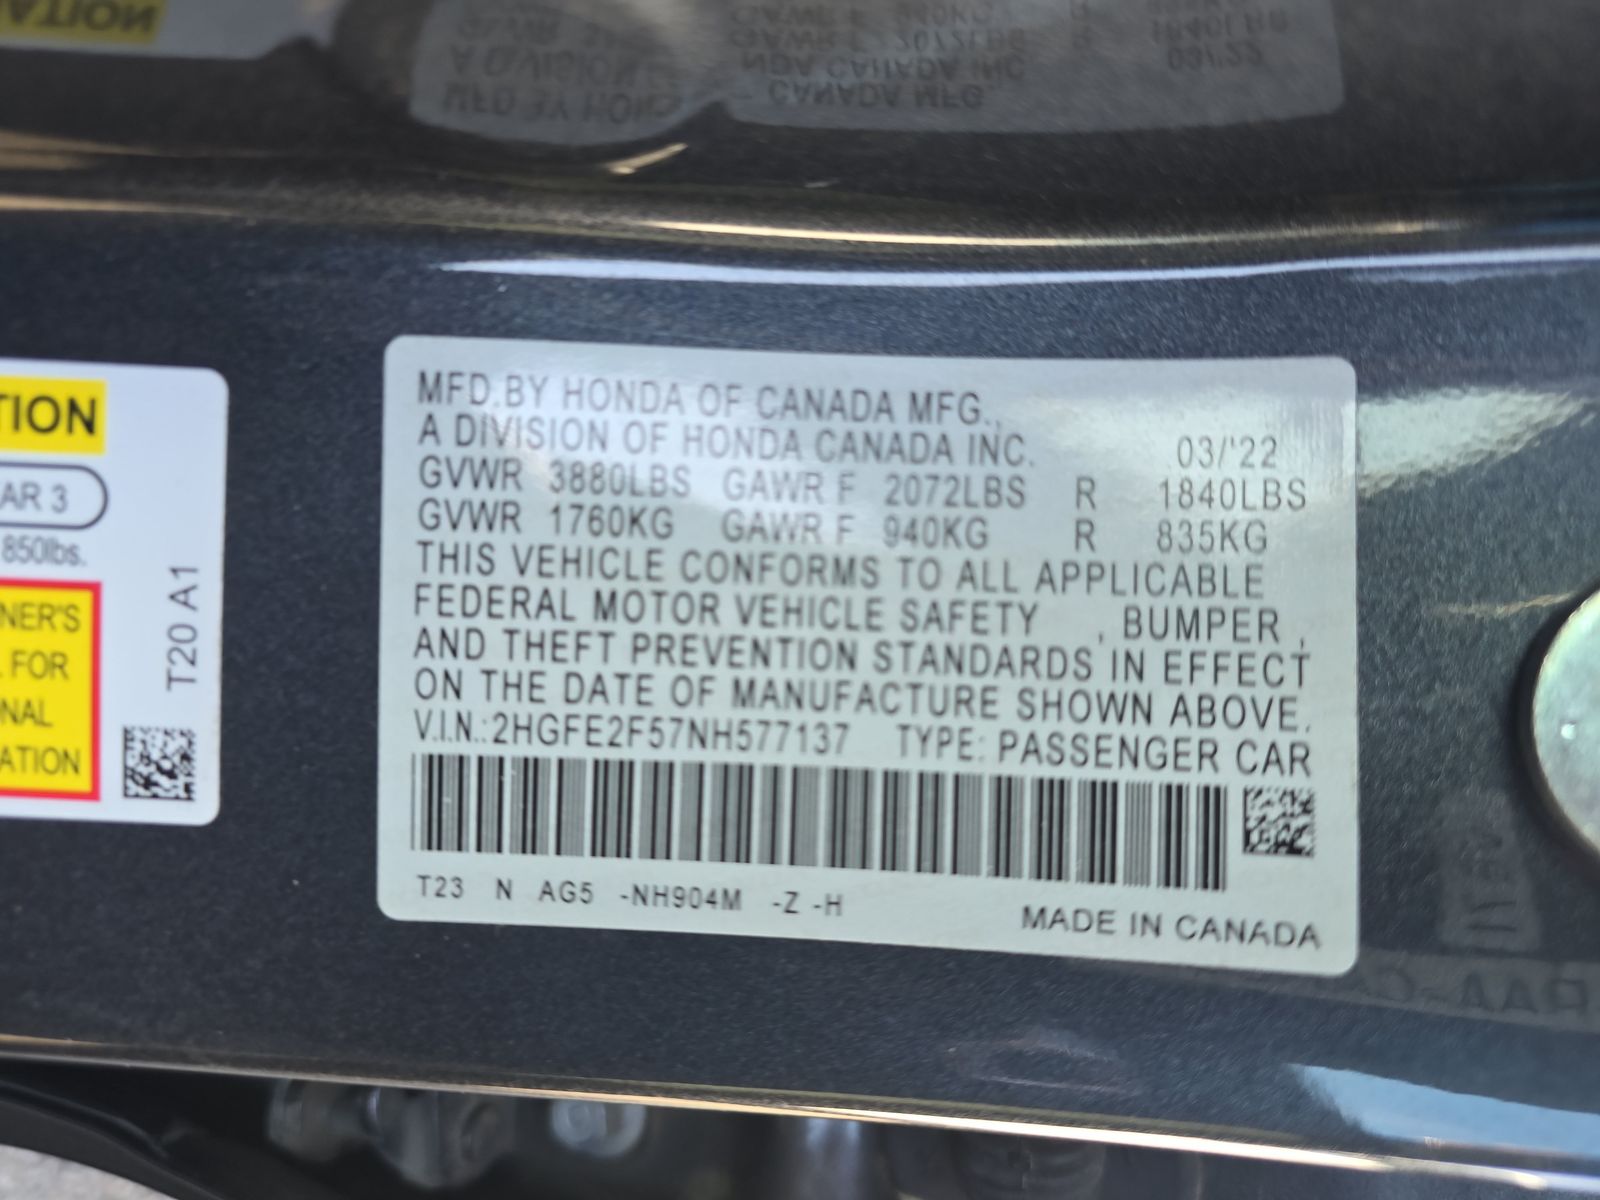 TION
AR 3
850lbs.
NER'S
L FOR
NAL
ATION
T20 A1
MFD.BY HONDA OF CANADA MFG.,
A DIVISION OF HONDA CANADA INC. 03/'22
GVWR 3880LBS GAWR F 2072LBS R 1840LBS
GVWR 1760KG GAWR F 940KG R 835KG
THIS VEHICLE CONFORMS TO ALL APPLICABLE
FEDERAL MOTOR VEHICLE SAFETY , BUMPER ,
AND THEFT PREVENTION STANDARDS IN EFFECT
ON THE DATE OF MANUFACTURE SHOWN ABOVE.
V.I.N.:2HGFE2F57NH577137 TYPE: PASSENGER CAR
T23 N AG5 -NH904M -Z -H
MADE IN CANADA